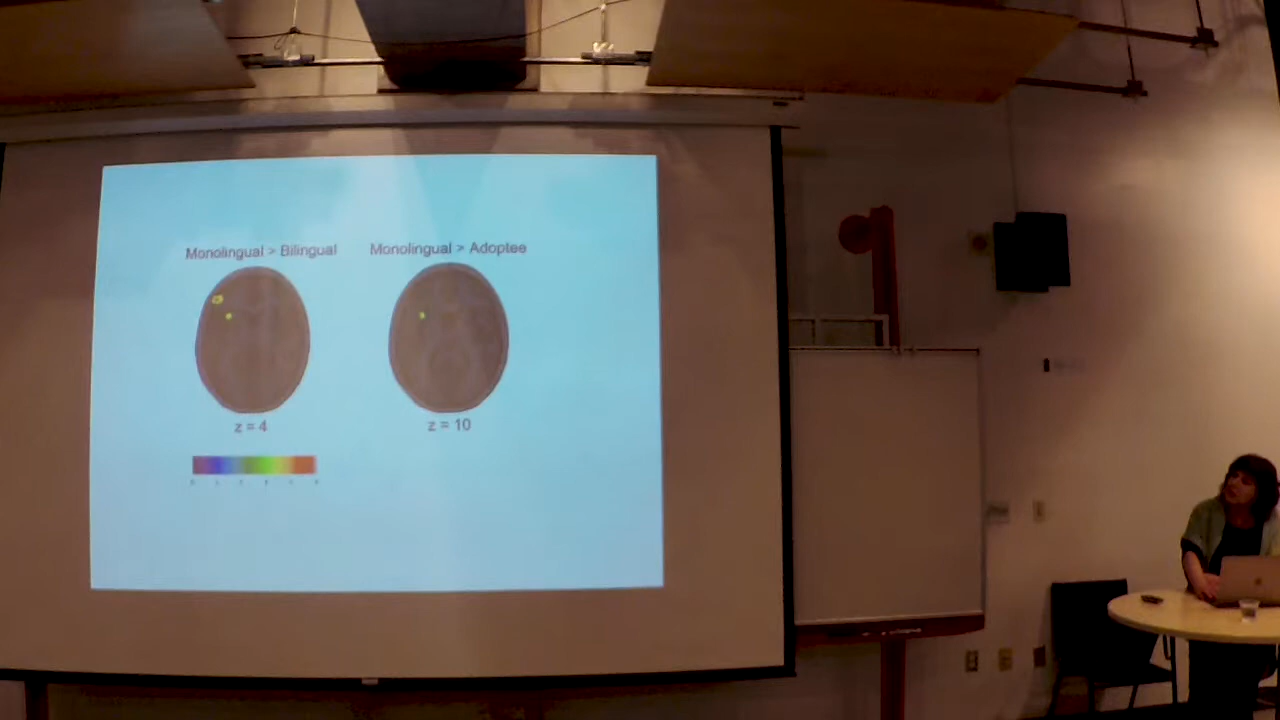 Monolingual > Bilingual
Monolingual > Adoptee
z = 4
z = 10